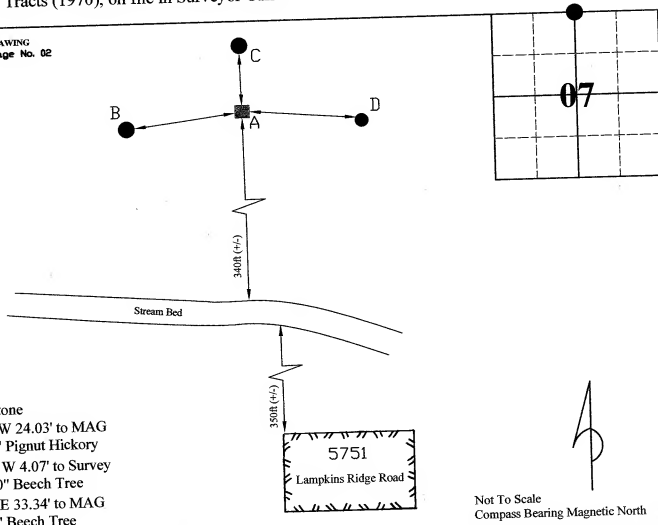 Tracts (1970), on file in Surveyor
AWING
age No. 02
C
B
A
D
07
340ft (+/-)
Stream Bed
350ft (+/-)
5751
Lampkins Ridge Road
tone
W 24.03' to MAG
" Pignut Hickory
W 4.07' to Survey
0" Beech Tree
E 33.34' to MAG
" Beech Tree
Not To Scale
Compass Bearing Magnetic North